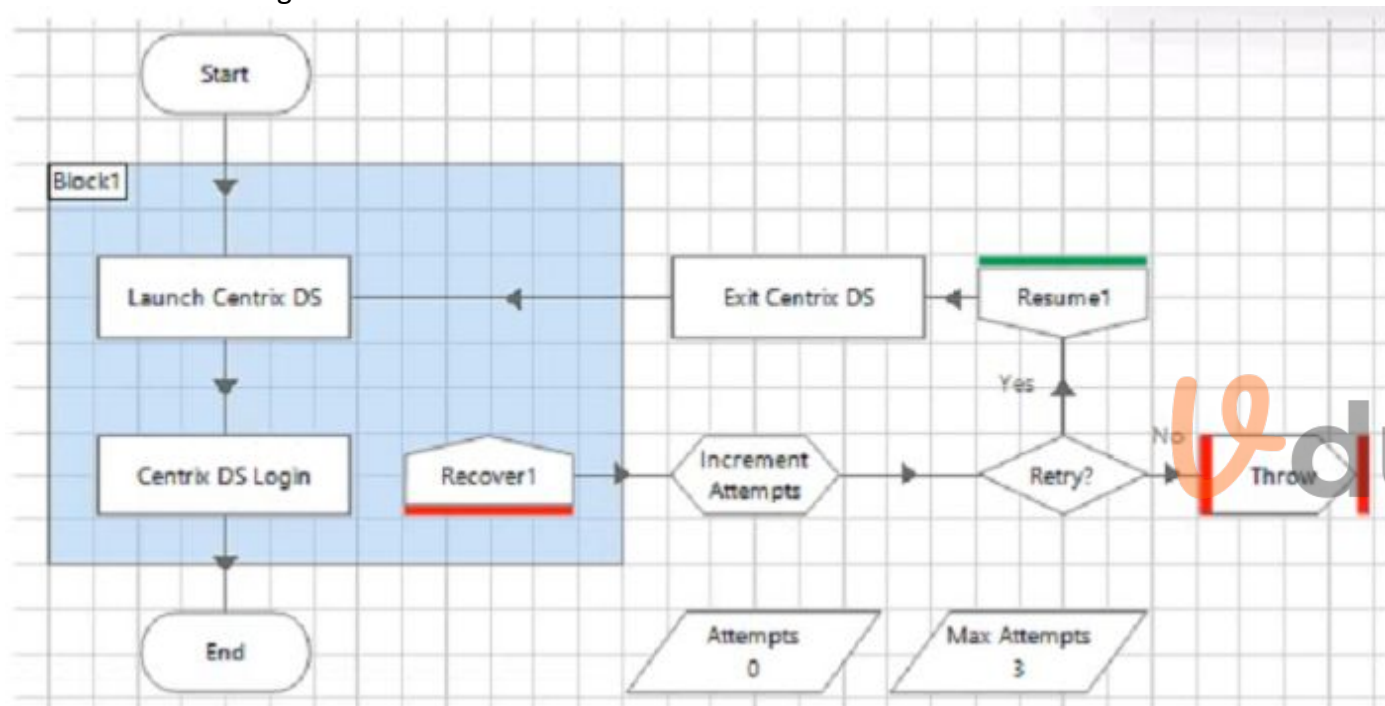 Start
Block1
Launch Centrix DS
Exit Centrix DS
Resume1
Yes
Centrix DS Login
Recover1
Increment
Attempts
Retry?
No
Throw
End
Attempts
0
Max Attempts
3